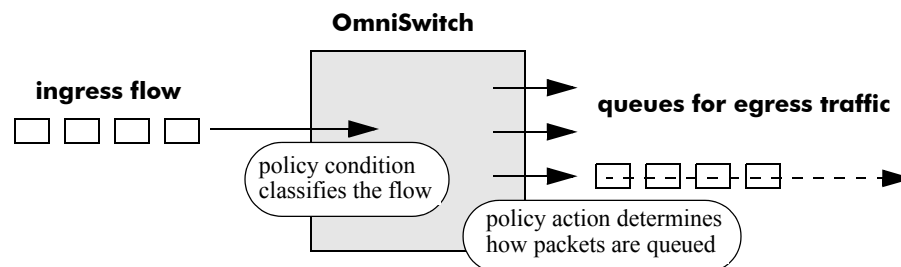 OmniSwitch
ingress flow
queues for egress traffic
policy condition
classifies the flow
policy action determines
how packets are queued